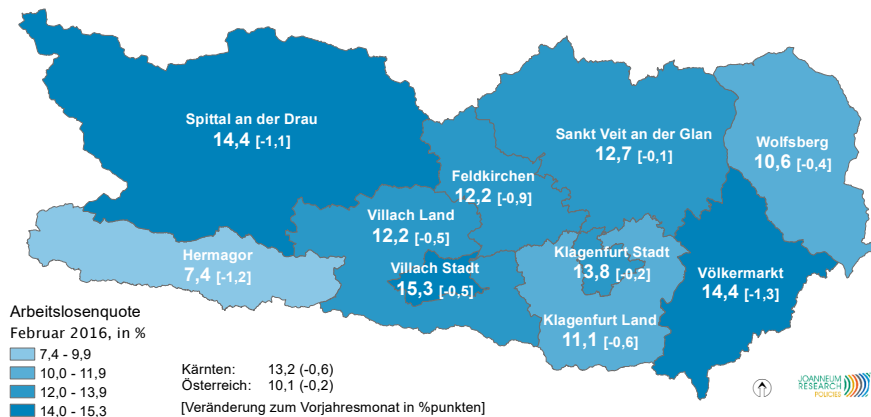 Spittal an der Drau
14,4 [-1,1]
Sankt Veit an der Glan
12,7 [-0,1]
Wolfsberg
10,6 [-0,4]
Feldkirchen
12,2 [-0,9]
Villach Land
12,2 [-0,5]
Hermagor
7,4 [-1,2]
Villach Stadt
15,3 [-0,5]
Klagenfurt Stadt
13,8 [-0,2]
Völkermarkt
14,4 [-1,3]
Klagenfurt Land
11,1 [-0,6]
Arbeitslosenquote
Februar 2016, in %
7,4 - 9,9
10,0 - 11,9
12,0 - 13,9
14,0 - 15,3
Kärnten: 13,2 (-0,6)
Österreich: 10,1 (-0,2)
[Veränderung zum Vorjahresmonat in %punkten]
JOANNEUM
RESEARCH
POLICIES